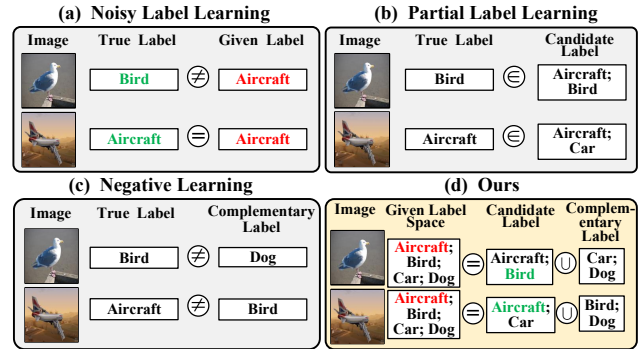 (a) Noisy Label Learning
Image True Label Given Label
Bird ≠ Aircraft
Aircraft = Aircraft
(b) Partial Label Learning
Image True Label Candidate
Label
Bird ∈ Aircraft;
Bird
Aircraft ∈ Aircraft;
Car
(c) Negative Learning
Image True Label Complementary
Label
Bird ≠ Dog
Aircraft ≠ Bird
(d) Ours
Image Given Label
Space
Candidate
Label
Complem-
entary
Label
Aircraft;
Bird;
Car; Dog
=
Aircraft;
Bird
∪
Car;
Dog
Aircraft;
Bird;
Car; Dog
=
Aircraft;
Car
∪
Bird;
Dog